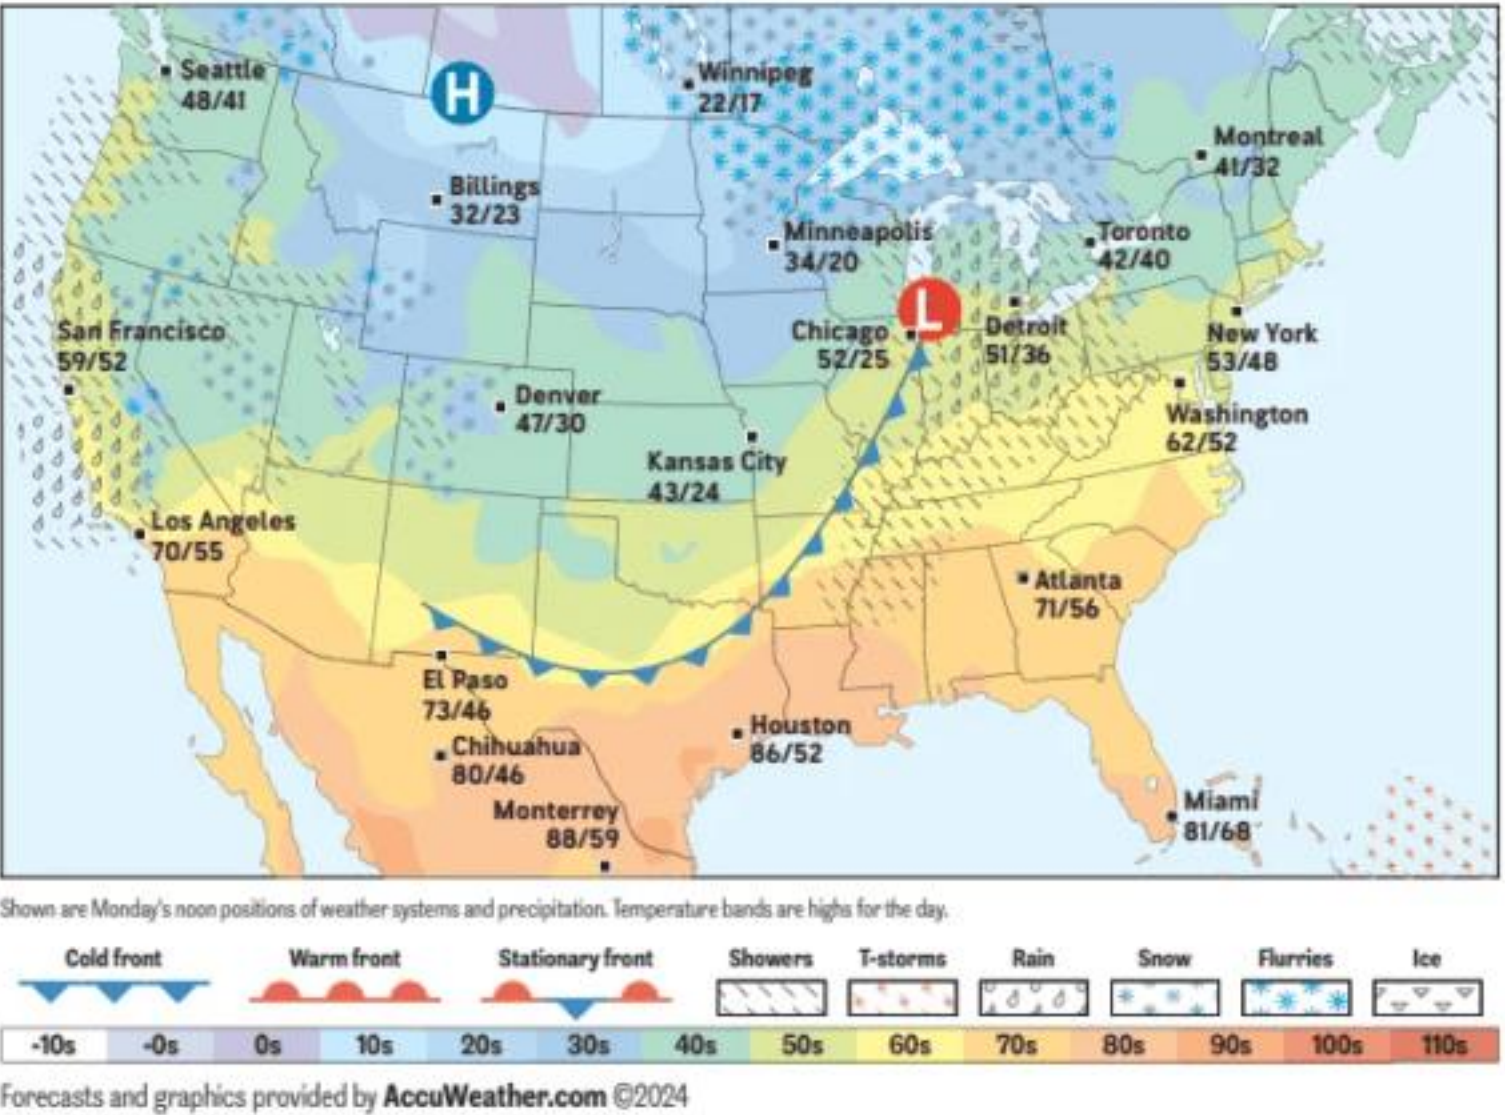 H
Seattle
48/41
Winnipeg
22/17
Montreal
41/32
Billings
32/23
Minneapolis
34/20
Toronto
42/40
L
San Francisco
59/52
Chicago
52/25
Detroit
51/36
New York
53/48
Denver
47/30
Washington
62/52
Kansas City
43/24
Los Angeles
70/55
Atlanta
71/56
El Paso
73/46
Houston
86/52
Chihuahua
80/46
Monterrey
88/59
Miami
81/68
Shown are Monday's noon positions of weather systems and precipitation. Temperature bands are highs for the day.
Cold front Warm front Stationary front Showers T-storms Rain Snow Flurries Ice
-10s -0s 0s 10s 20s 30s 40s 50s 60s 70s 80s 90s 100s 110s
Forecasts and graphics provided by AccuWeather.com ©2024